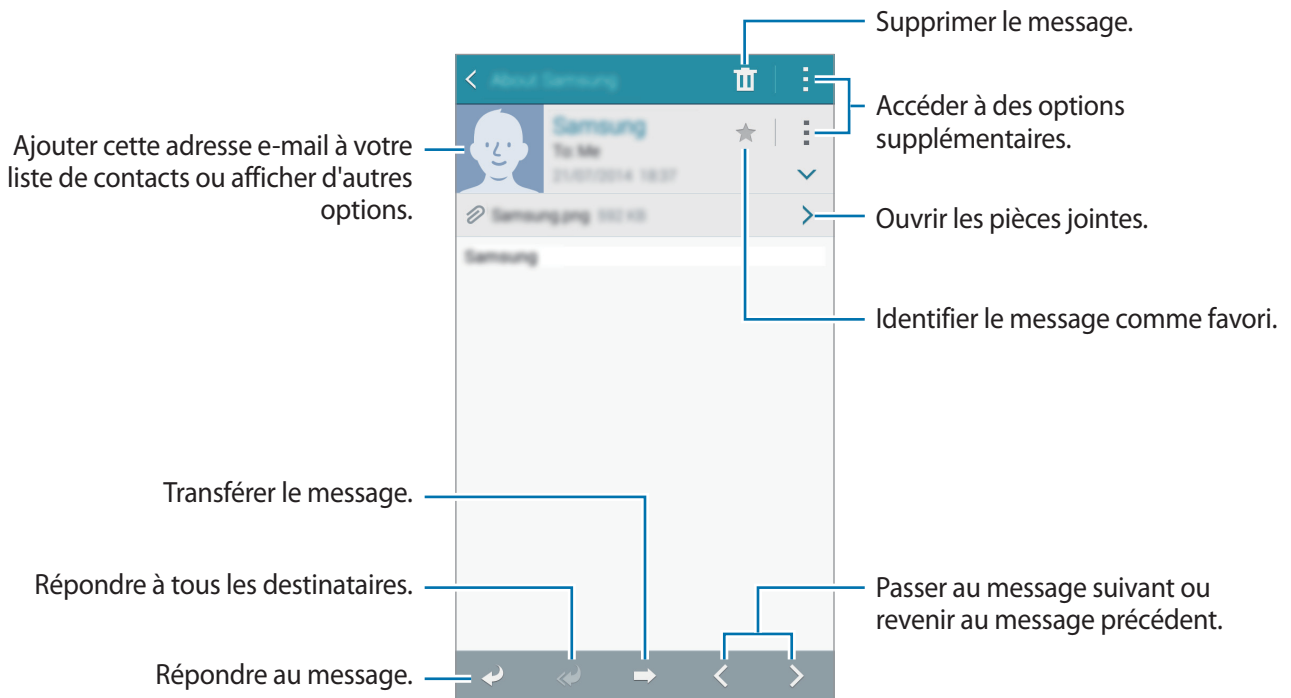 Supprimer le message.
About Samsung
Accéder à des options
supplémentaires.
Ajouter cette adresse e-mail à votre
liste de contacts ou afficher d'autres
options.
Samsung
To: Me
21/07/2014 18:37
Samsung.png 592 KB
Ouvrir les pièces jointes.
Samsung
Identifier le message comme favori.
Transférer le message.
Répondre à tous les destinataires.
Passer au message suivant ou
revenir au message précédent.
Répondre au message.